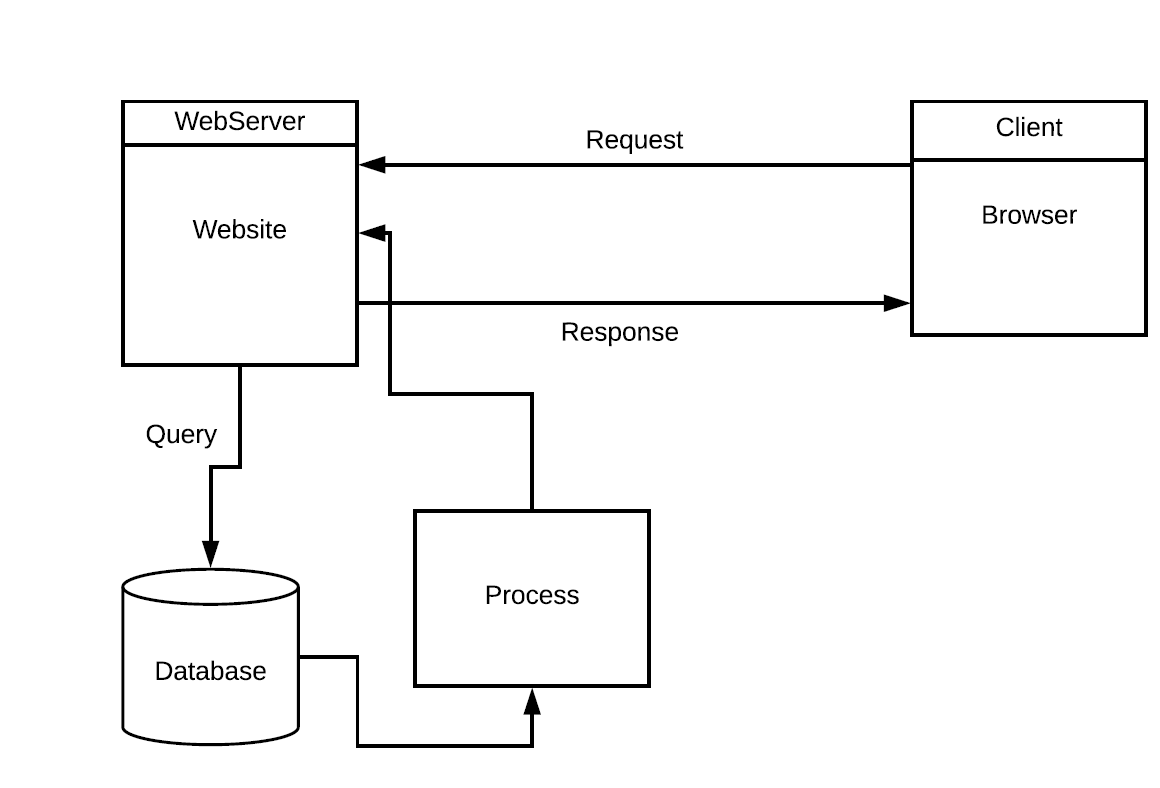 WebServer
Client
Request
Website
Browser
Response
Query
Process
Database